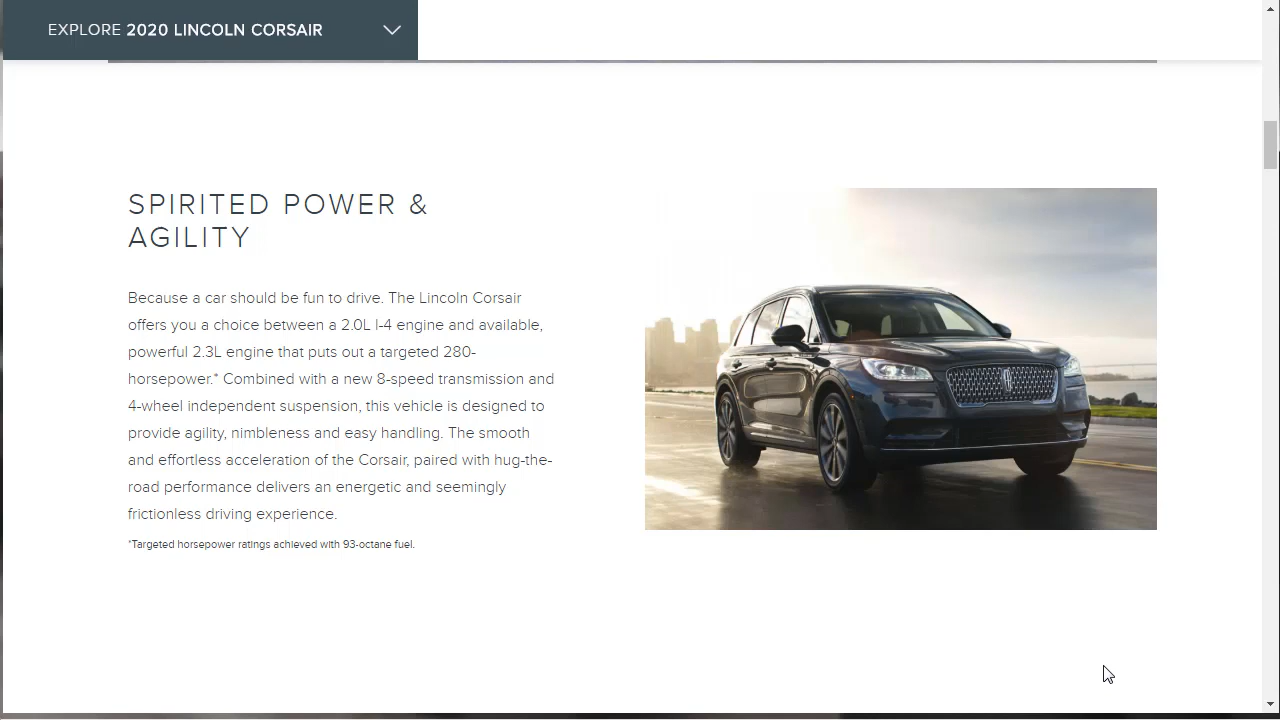 EXPLORE 2020 LINCOLN CORSAIR
SPIRITED POWER &
AGILITY
Because a car should be fun to drive. The Lincoln Corsair
offers you a choice between a 2.0L I-4 engine and available,
powerful 2.3L engine that puts out a targeted 280-
horsepower.* Combined with a new 8-speed transmission and
4-wheel independent suspension, this vehicle is designed to
provide agility, nimbleness and easy handling. The smooth
and effortless acceleration of the Corsair, paired with hug-the-
road performance delivers an energetic and seemingly
frictionless driving experience.
*Targeted horsepower ratings achieved with 93-octane fuel.